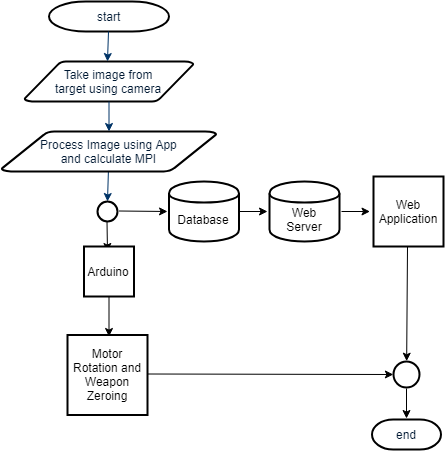 start
Take image from
target using camera
Process Image using App
and calculate MPI
Database
Web
Server
Web
Application
Arduino
Motor
Rotation and
Weapon
Zeroing
end